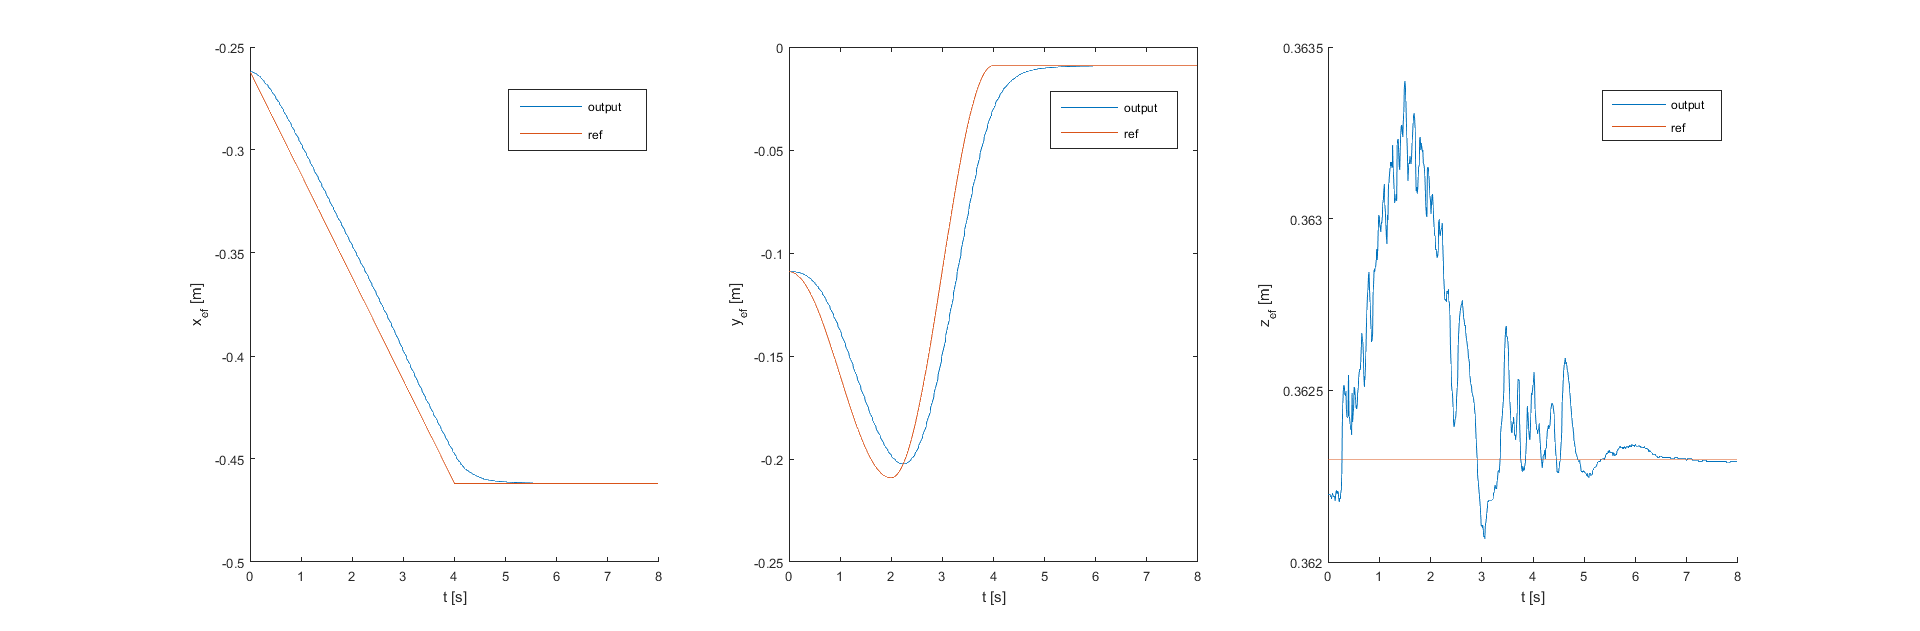 -0.25
-0.3
-0.35
-0.4
-0.45
-0.5
0 1 2 3 4 5 6 7 8
x_ef [m]
t [s]
output
ref
0
-0.05
-0.1
-0.15
-0.2
-0.25
0 1 2 3 4 5 6 7 8
y_ef [m]
t [s]
output
ref
0.3635
0.363
0.3625
0.362
0 1 2 3 4 5 6 7 8
z_ef [m]
t [s]
output
ref